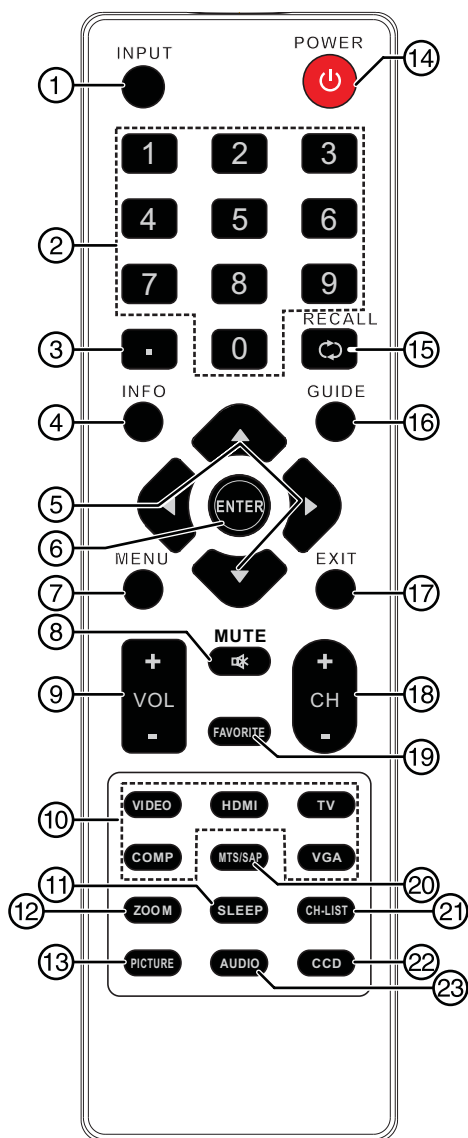 INPUT POWER
1 14
1 2 3
4 5 6
2
7 8 9
RECALL
3 . 0 15
INFO GUIDE
4 16
5
ENTER
6
MENU EXIT
7 17
8 MUTE
+ +
9 VOL CH 18
- -
FAVORITE
19
VIDEO HDMI TV
10
COMP MTS/SAP VGA
11 20
12 ZOOM SLEEP CH-LIST 21
13 PICTURE AUDIO CCD 22
23